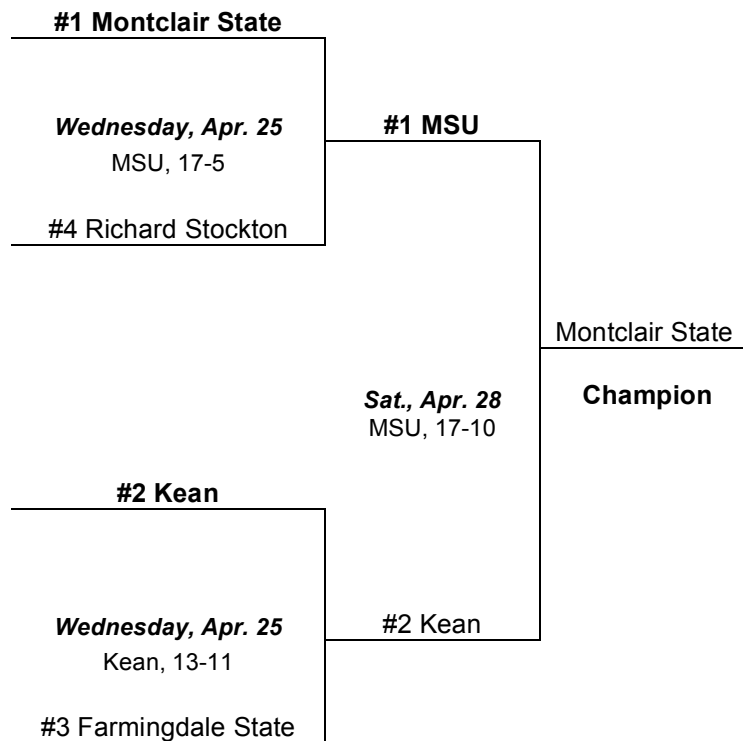 #1 Montclair State
Wednesday, Apr. 25
MSU, 17-5
#4 Richard Stockton
#1 MSU
Montclair State
Champion
Sat., Apr. 28
MSU, 17-10
#2 Kean
Wednesday, Apr. 25
Kean, 13-11
#3 Farmingdale State
#2 Kean